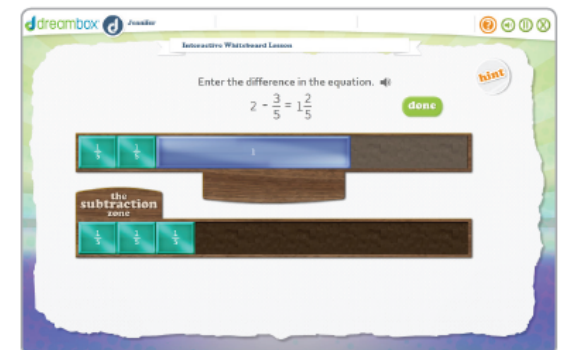 dreambox Jennifer ?
Interactive Whiteboard Lesson
hint
Enter the difference in the equation.
2 - 3/5 = 1 2/5
done
1/5 1/5 1
the
subtraction
zone
1/5 1/5 1/5